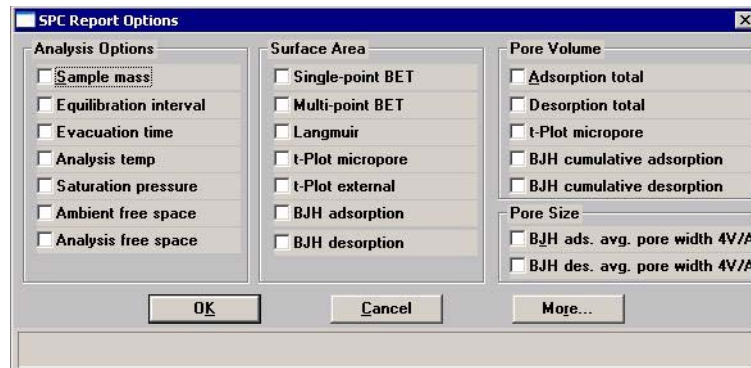 SPC Report Options
Analysis Options
Sample mass
Equilibration interval
Evacuation time
Analysis temp
Saturation pressure
Ambient free space
Analysis free space
Surface Area
Single-point BET
Multi-point BET
Langmuir
t-Plot micropore
t-Plot external
BJH adsorption
BJH desorption
Pore Volume
Adsorption total
Desorption total
t-Plot micropore
BJH cumulative adsorption
BJH cumulative desorption
Pore Size
BJH ads. avg. pore width 4V/A
BJH des. avg. pore width 4V/A
OK
Cancel
More...